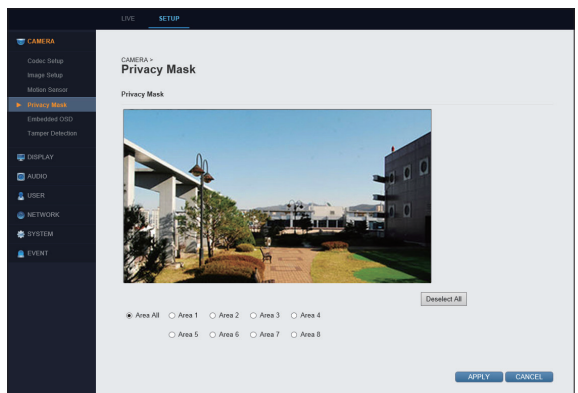 LIVE SETUP
CAMERA
Codec Setup
Image Setup
Motion Sensor
Privacy Mask
Embedded OSD
Tamper Detection
DISPLAY
AUDIO
USER
NETWORK
SYSTEM
EVENT
CAMERA >
Privacy Mask
Privacy Mask
Deselect All
Area All Area 1 Area 2 Area 3 Area 4
Area 5 Area 6 Area 7 Area 8
APPLY CANCEL